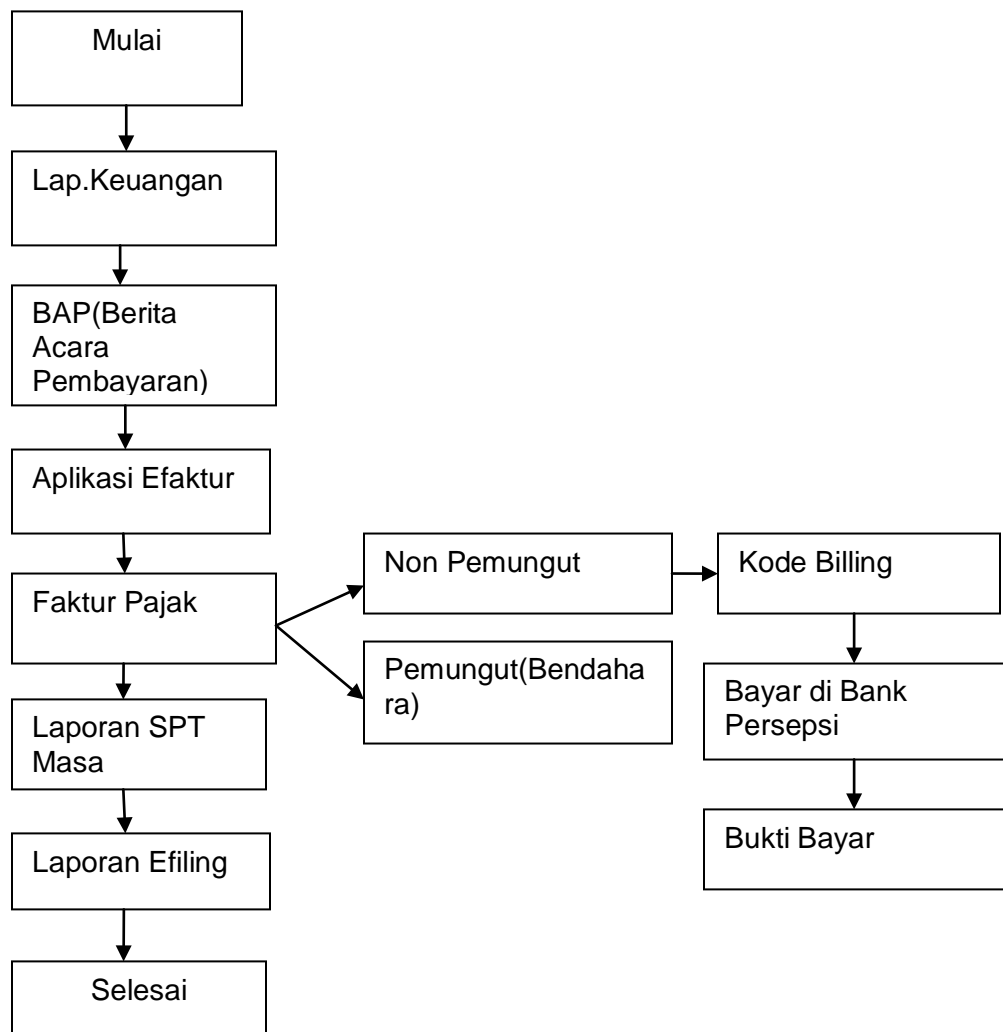 Mulai
Lap.Keuangan
BAP(Berita
Acara
Pembayaran)
Aplikasi Efaktur
Faktur Pajak
Non Pemungut
Kode Billing
Pemungut(Bendaha
ra)
Bayar di Bank
Persepsi
Bukti Bayar
Laporan SPT
Masa
Laporan Efiling
Selesai